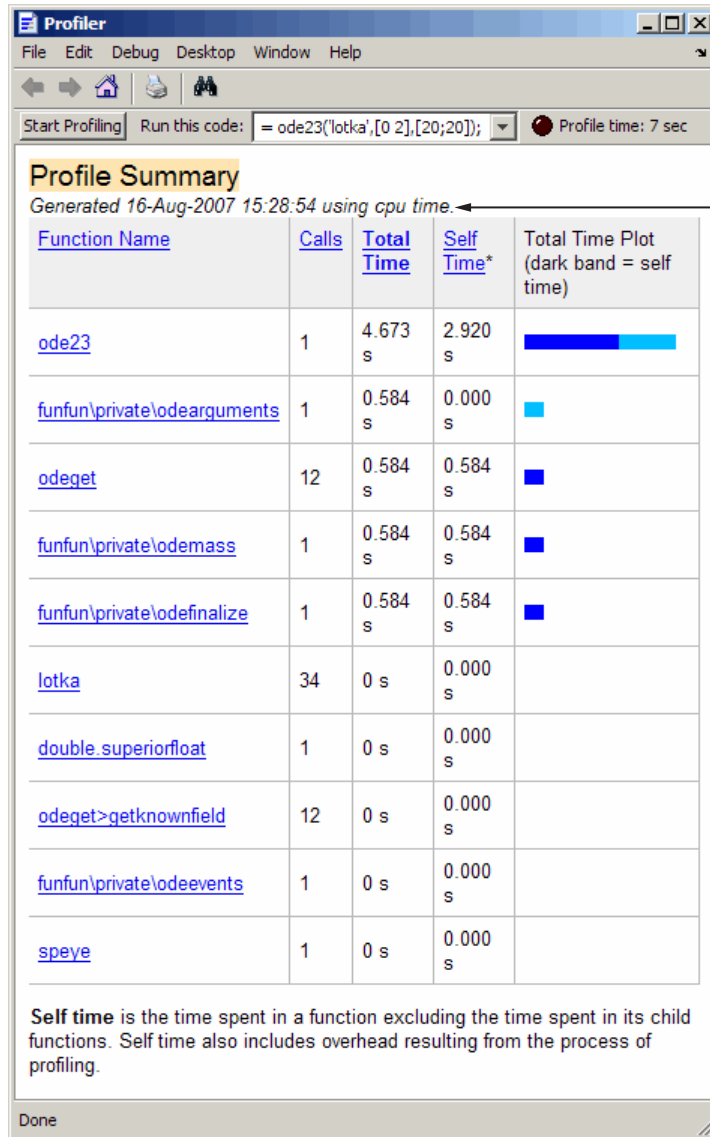 Profiler
File Edit Debug Desktop Window Help
Start Profiling Run this code: = ode23('lotka',[0 2],[20;20]); Profile time: 7 sec
Profile Summary
Generated 16-Aug-2007 15:28:54 using cpu time.
Function Name Calls Total Time Self Time* Total Time Plot (dark band = self time)
ode23 1 4.673 s 2.920 s
funfun\private\odearguments 1 0.584 s 0.000 s
odeget 12 0.584 s 0.584 s
funfun\private\odemass 1 0.584 s 0.584 s
funfun\private\odefinalize 1 0.584 s 0.584 s
lotka 34 0 s 0.000 s
double.superiorfloat 1 0 s 0.000 s
odeget>getknownfield 12 0 s 0.000 s
funfun\private\odeevents 1 0 s 0.000 s
speye 1 0 s 0.000 s
Self time is the time spent in a function excluding the time spent in its child
functions. Self time also includes overhead resulting from the process of
profiling.
Done